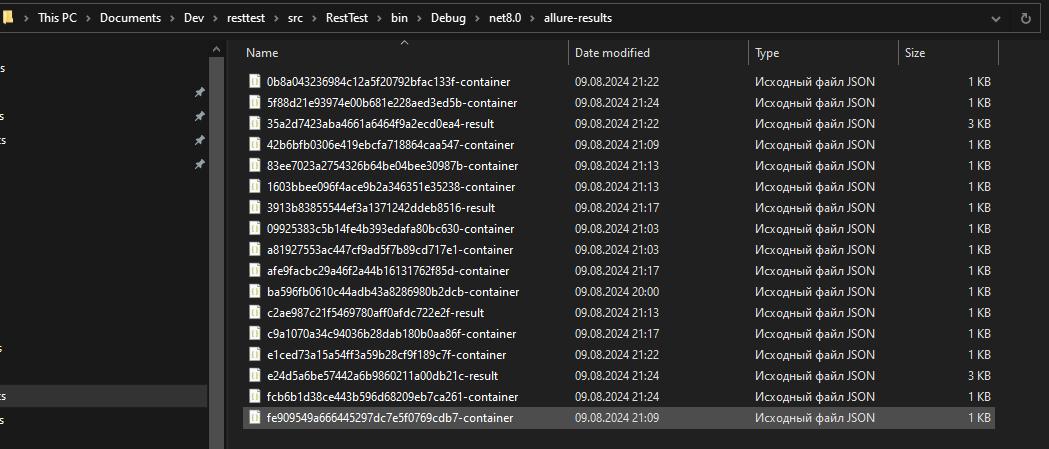 This PC > Documents > Dev > resttest > src > RestTest > bin > Debug > net8.0 > allure-results
Name Date modified Type Size
0b8a043236984c12a5f20792bfac133f-container 09.08.2024 21:22 Исходный файл JSON 1 KB
5f88d21e93974e00b681e228aed3ed5b-container 09.08.2024 21:24 Исходный файл JSON 1 KB
35a2d7423aba4661a6464f9a2ecd0ea4-result 09.08.2024 21:22 Исходный файл JSON 3 KB
42b6bfb0306e419ebcfa718864caa547-container 09.08.2024 21:09 Исходный файл JSON 1 KB
83ee7023a2754326b64be04bee30987b-container 09.08.2024 21:13 Исходный файл JSON 1 KB
1603bbee096f4ace9b2a346351e35238-container 09.08.2024 21:13 Исходный файл JSON 1 KB
3913b83855544ef3a1371242ddeb8516-result 09.08.2024 21:17 Исходный файл JSON 1 KB
09925383c5b14fe4b393edafa80bc630-container 09.08.2024 21:03 Исходный файл JSON 1 KB
a81927553ac447cf9ad5f7b89cd717e1-container 09.08.2024 21:03 Исходный файл JSON 1 KB
afe9facbc29a46f2a44b16131762f85d-container 09.08.2024 21:17 Исходный файл JSON 1 KB
ba596fb0610c44adb43a8286980b2dcb-container 09.08.2024 20:00 Исходный файл JSON 1 KB
c2ae987c21f5469780aff0afdc722e2f-result 09.08.2024 21:13 Исходный файл JSON 1 KB
c9a1070a34c94036b28dab180b0aa86f-container 09.08.2024 21:17 Исходный файл JSON 1 KB
e1ced73a15a54ff3a59b28cf9f189c7f-container 09.08.2024 21:22 Исходный файл JSON 1 KB
e24d5a6be57442a6b9860211a00db21c-result 09.08.2024 21:24 Исходный файл JSON 3 KB
fcb6b1d38ce443b596d68209eb7ca261-container 09.08.2024 21:24 Исходный файл JSON 1 KB
fe909549a666445297dc7e5f0769cdb7-container 09.08.2024 21:09 Исходный файл JSON 1 KB